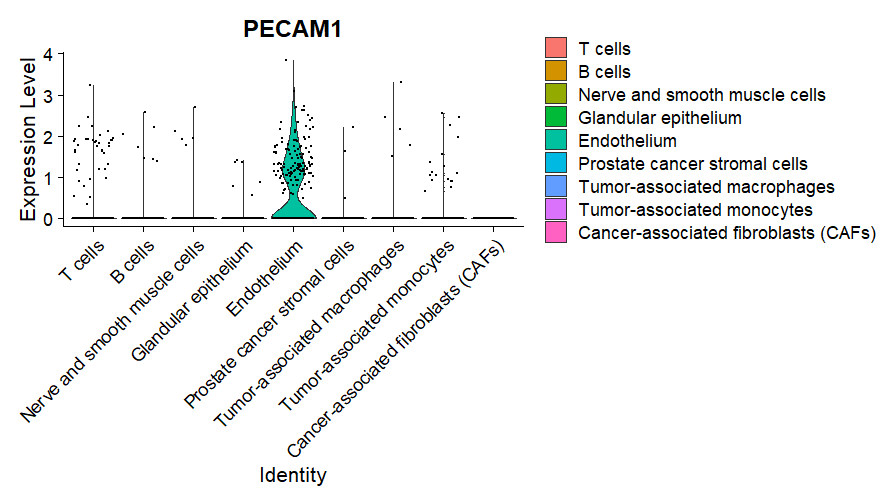 PECAM1
Expression Level
4
3
2
1
0
T cells
B cells
Nerve and smooth muscle cells
Glandular epithelium
Endothelium
Prostate cancer stromal cells
Tumor-associated macrophages
Tumor-associated monocytes
Cancer-associated fibroblasts (CAFs)
Identity
T cells
B cells
Nerve and smooth muscle cells
Glandular epithelium
Endothelium
Prostate cancer stromal cells
Tumor-associated macrophages
Tumor-associated monocytes
Cancer-associated fibroblasts (CAFs)